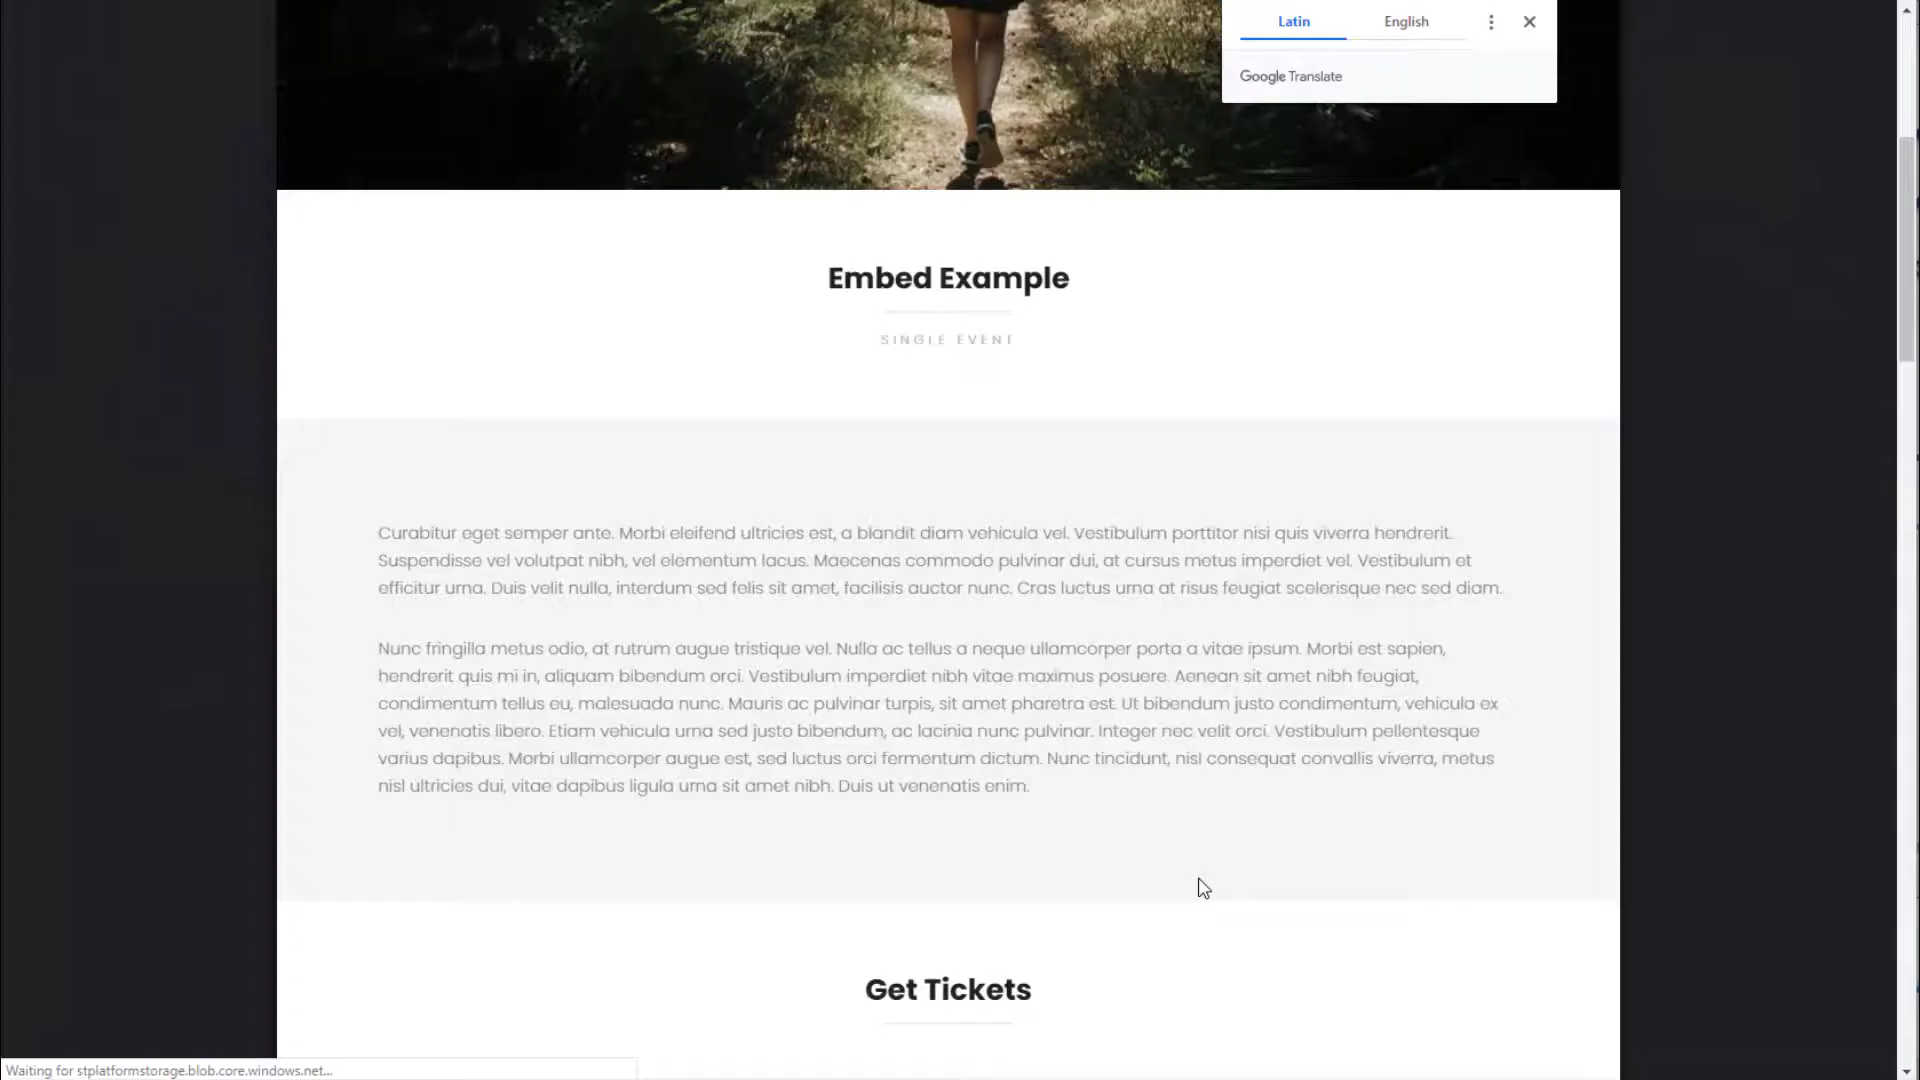 Latin
English
Google Translate
Embed Example
SINGLE EVENT
Curabitur eget semper ante. Morbi eleifend ultricies est, a blandit diam vehicula vel. Vestibulum porttitor nisi quis viverra hendrerit.
Suspendisse vel volutpat nibh, vel elementum lacus. Maecenas commodo pulvinar dui, at cursus metus imperdiet vel. Vestibulum et
efficitur urna. Duis velit nulla, interdum sed felis sit amet, facilisis auctor nunc. Cras luctus urna at risus feugiat scelerisque nec sed diam.
Nunc fringilla metus odio, at rutrum augue tristique vel. Nulla ac tellus a neque ullamcorper porta a vitae ipsum. Morbi est sapien,
hendrerit quis mi in, aliquam bibendum orci. Vestibulum imperdiet nibh vitae maximus posuere. Aenean sit amet nibh feugiat,
condimentum tellus eu, malesuada nunc. Mauris ac pulvinar turpis, sit amet pharetra est. Ut bibendum justo condimentum, vehicula ex
vel, venenatis libero. Etiam vehicula urna sed justo bibendum, ac lacinia nunc pulvinar. Integer nec velit orci. Vestibulum pellentesque
varius dapibus. Morbi ullamcorper augue est, sed luctus orci fermentum dictum. Nunc tincidunt, nisl consequat convallis viverra, metus
nisl ultricies dui, vitae dapibus ligula urna sit amet nibh. Duis ut venenatis enim.
Get Tickets
Waiting for stplatformstorage.blob.core.windows.net...